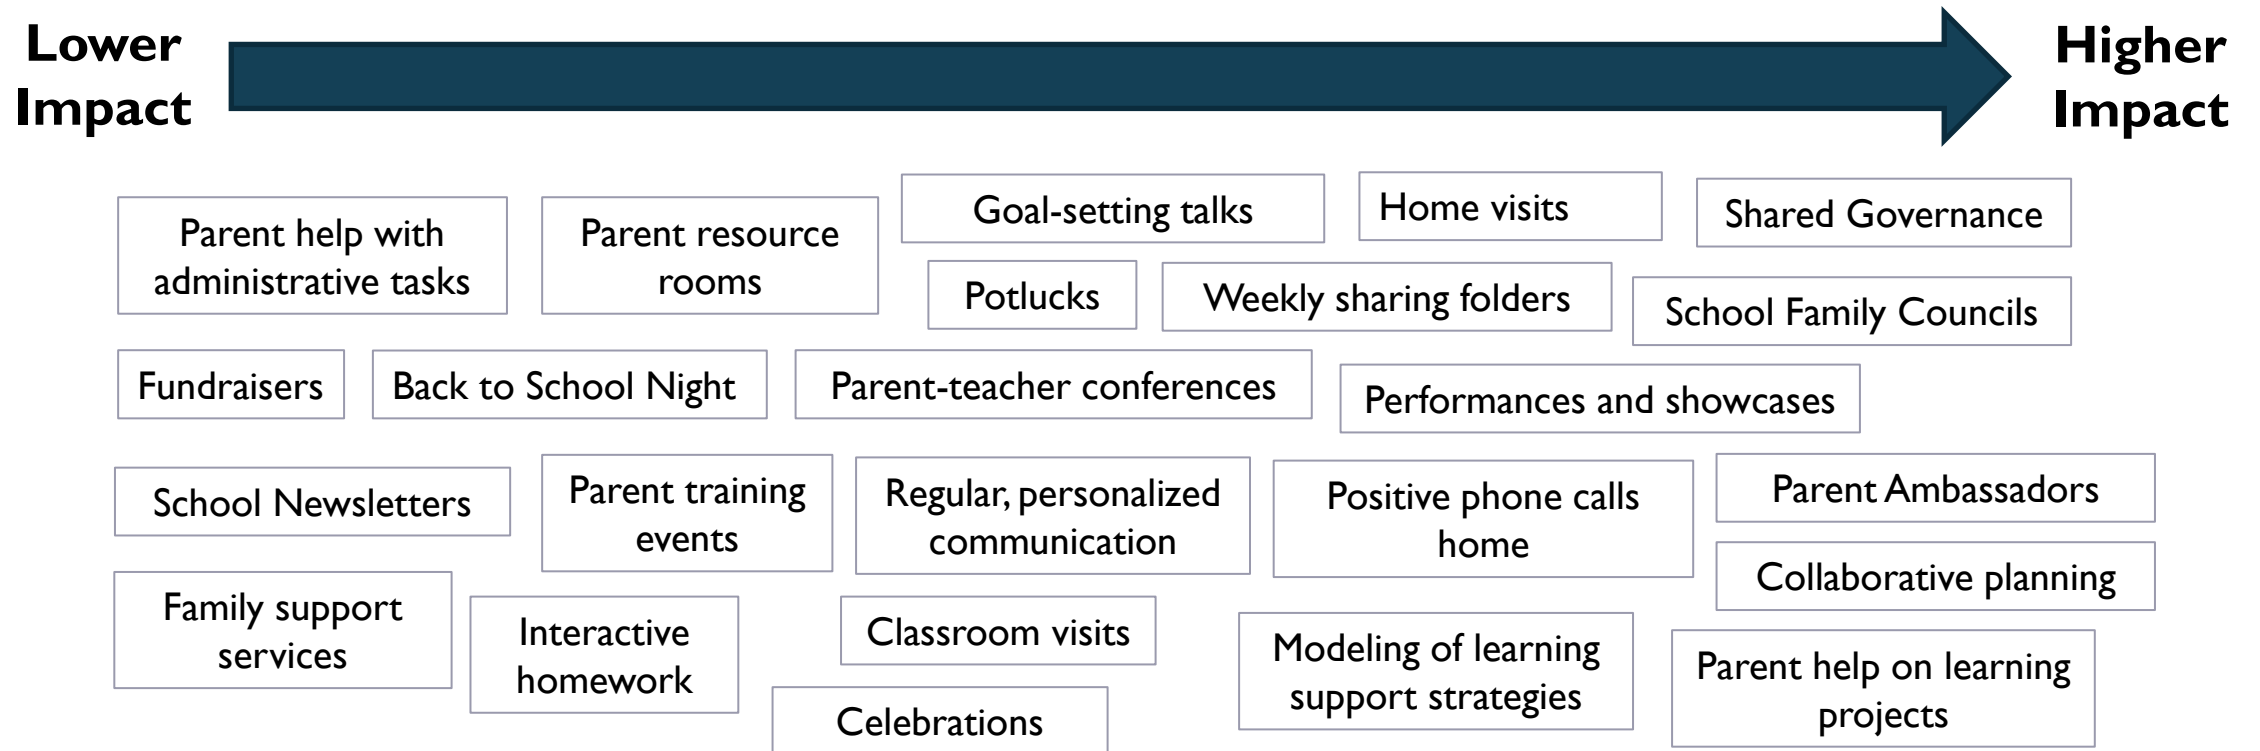 Lower
Impact
Higher
Impact
Parent help with
administrative tasks
Parent resource
rooms
Goal-setting talks
Home visits
Shared Governance
Potlucks
Weekly sharing folders
School Family Councils
Fundraisers
Back to School Night
Parent-teacher conferences
Performances and showcases
School Newsletters
Parent training
events
Regular, personalized
communication
Positive phone calls
home
Parent Ambassadors
Collaborative planning
Family support
services
Interactive
homework
Classroom visits
Modeling of learning
support strategies
Parent help on learning
projects
Celebrations